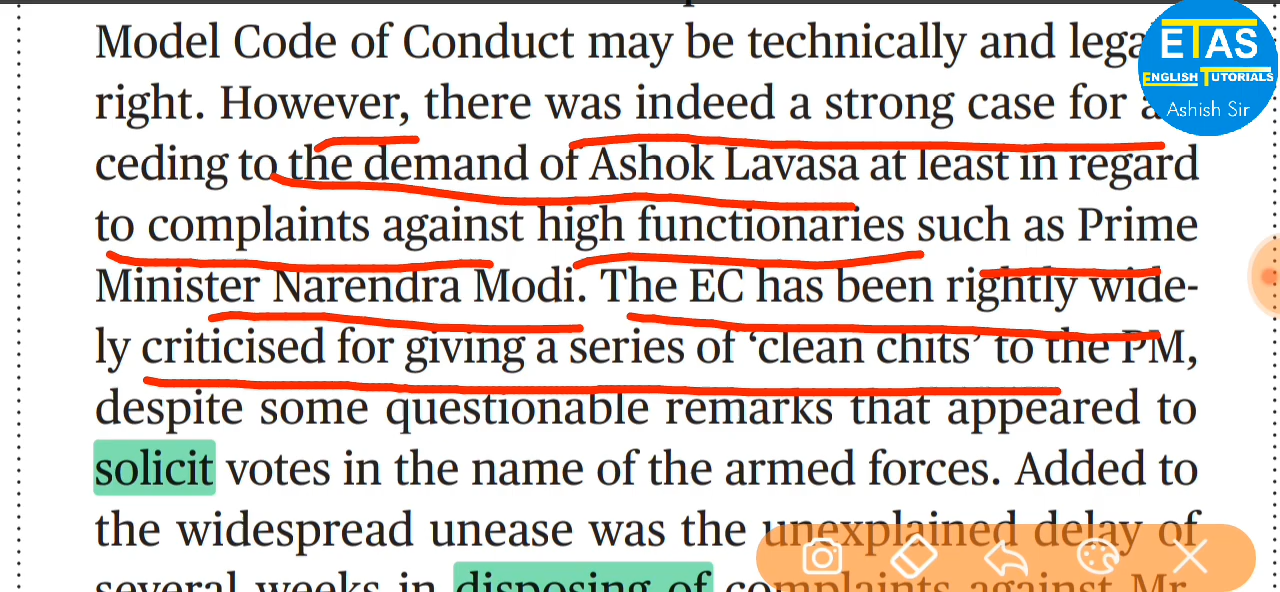 Model Code of Conduct may be technically and lega
right. However, there was indeed a strong case for a
ceding to the demand of Ashok Lavasa at least in regard
to complaints against high functionaries such as Prime
Minister Narendra Modi. The EC has been rightly wide-
ly criticised for giving a series of ‘clean chits’ to the PM,
despite some questionable remarks that appeared to
solicit votes in the name of the armed forces. Added to
the widespread unease was the unexplained delay of
several weeks in disposing of complaints against Mr.
ETAS
ENGLISH TUTORIALS
Ashish Sir